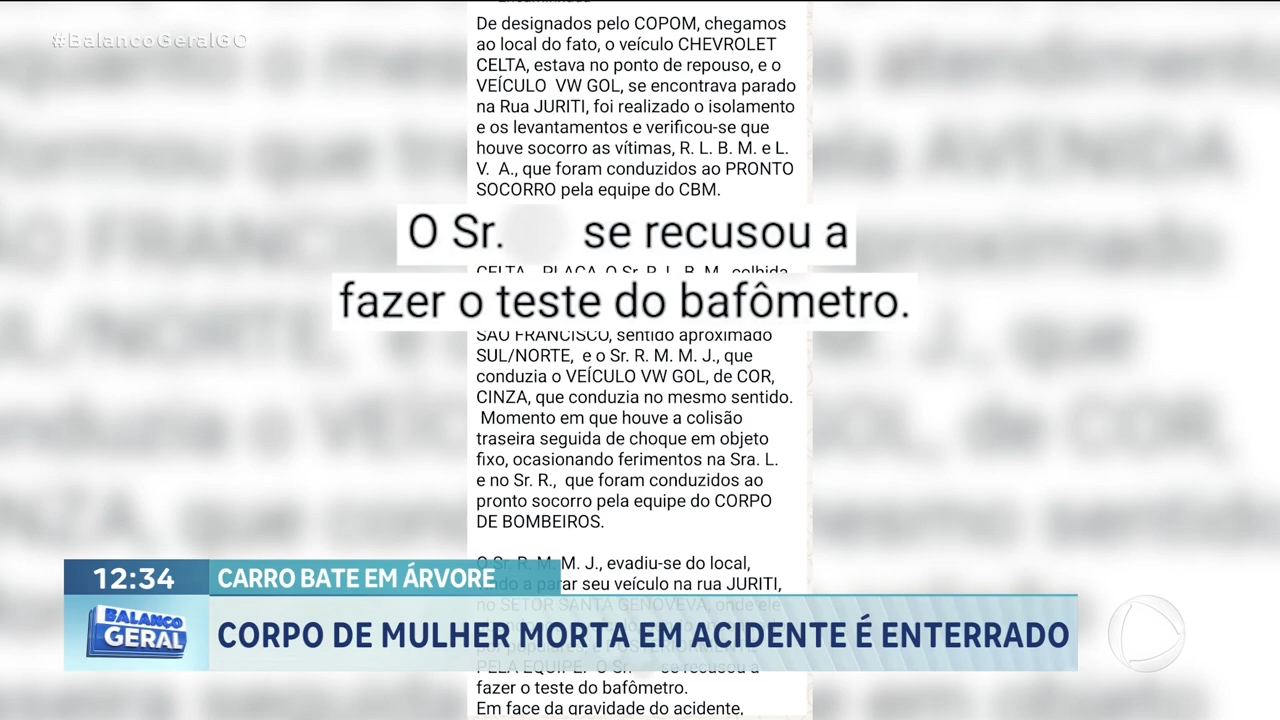 #BalancoGeralGO
De designados pelo COPOM, chegamos
ao local do fato, o veículo CHEVROLET
CELTA, estava no ponto de repouso, e o
VEÍCULO VW GOL, se encontrava parado
na Rua JURITI, foi realizado o isolamento
e os levantamentos e verificou-se que
houve socorro as vítimas, R. L. B. M. e L.
V. A., que foram conduzidos ao PRONTO
SOCORRO pela equipe do CBM.
O Sr. se recusou a
CELTA PLACA O Sr. R. L. B. M. colhida
fazer o teste do bafômetro.
SÃO FRANCISCO, sentido aproximado
SUL/NORTE, e o Sr. R. M. M. J., que
conduzia o VEÍCULO VW GOL, de COR,
CINZA, que conduzia no mesmo sentido.
Momento em que houve a colisão
traseira seguida de choque em objeto
fixo, ocasionando ferimentos na Sra. L.
e no Sr. R., que foram conduzidos ao
pronto socorro pela equipe do CORPO
DE BOMBEIROS.
O Sr. R. M. M. J., evadiu-se do local,
a parar seu veículo na rua JURITI,
no SETOR SANTA GENOVEVA, onde ele
por populares, e POSTERIORMENTE
PELA EQUIPE. O Sr. se recusou a
fazer o teste do bafômetro.
Em face da gravidade do acidente,
12:34
CARRO BATE EM ÁRVORE
BALANÇO
GERAL
CORPO DE MULHER MORTA EM ACIDENTE É ENTERRADO